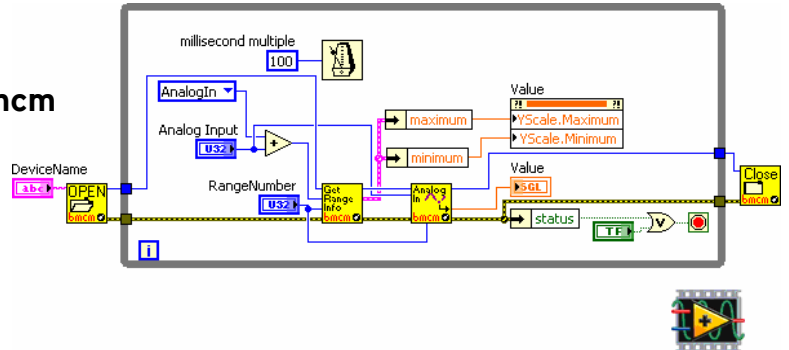 millisecond multiple
100
ncm
AnalogIn
Value
maximum
YScale.Maximum
Analog Input
U32
minimum
YScale.Minimum
DeviceName
abc
OPEN
bmcm
RangeNumber
U32
Get
Range
Info
bmcm
Analog
In
bmcm
Value
SGL
Close
bmcm
status
TF
V
i